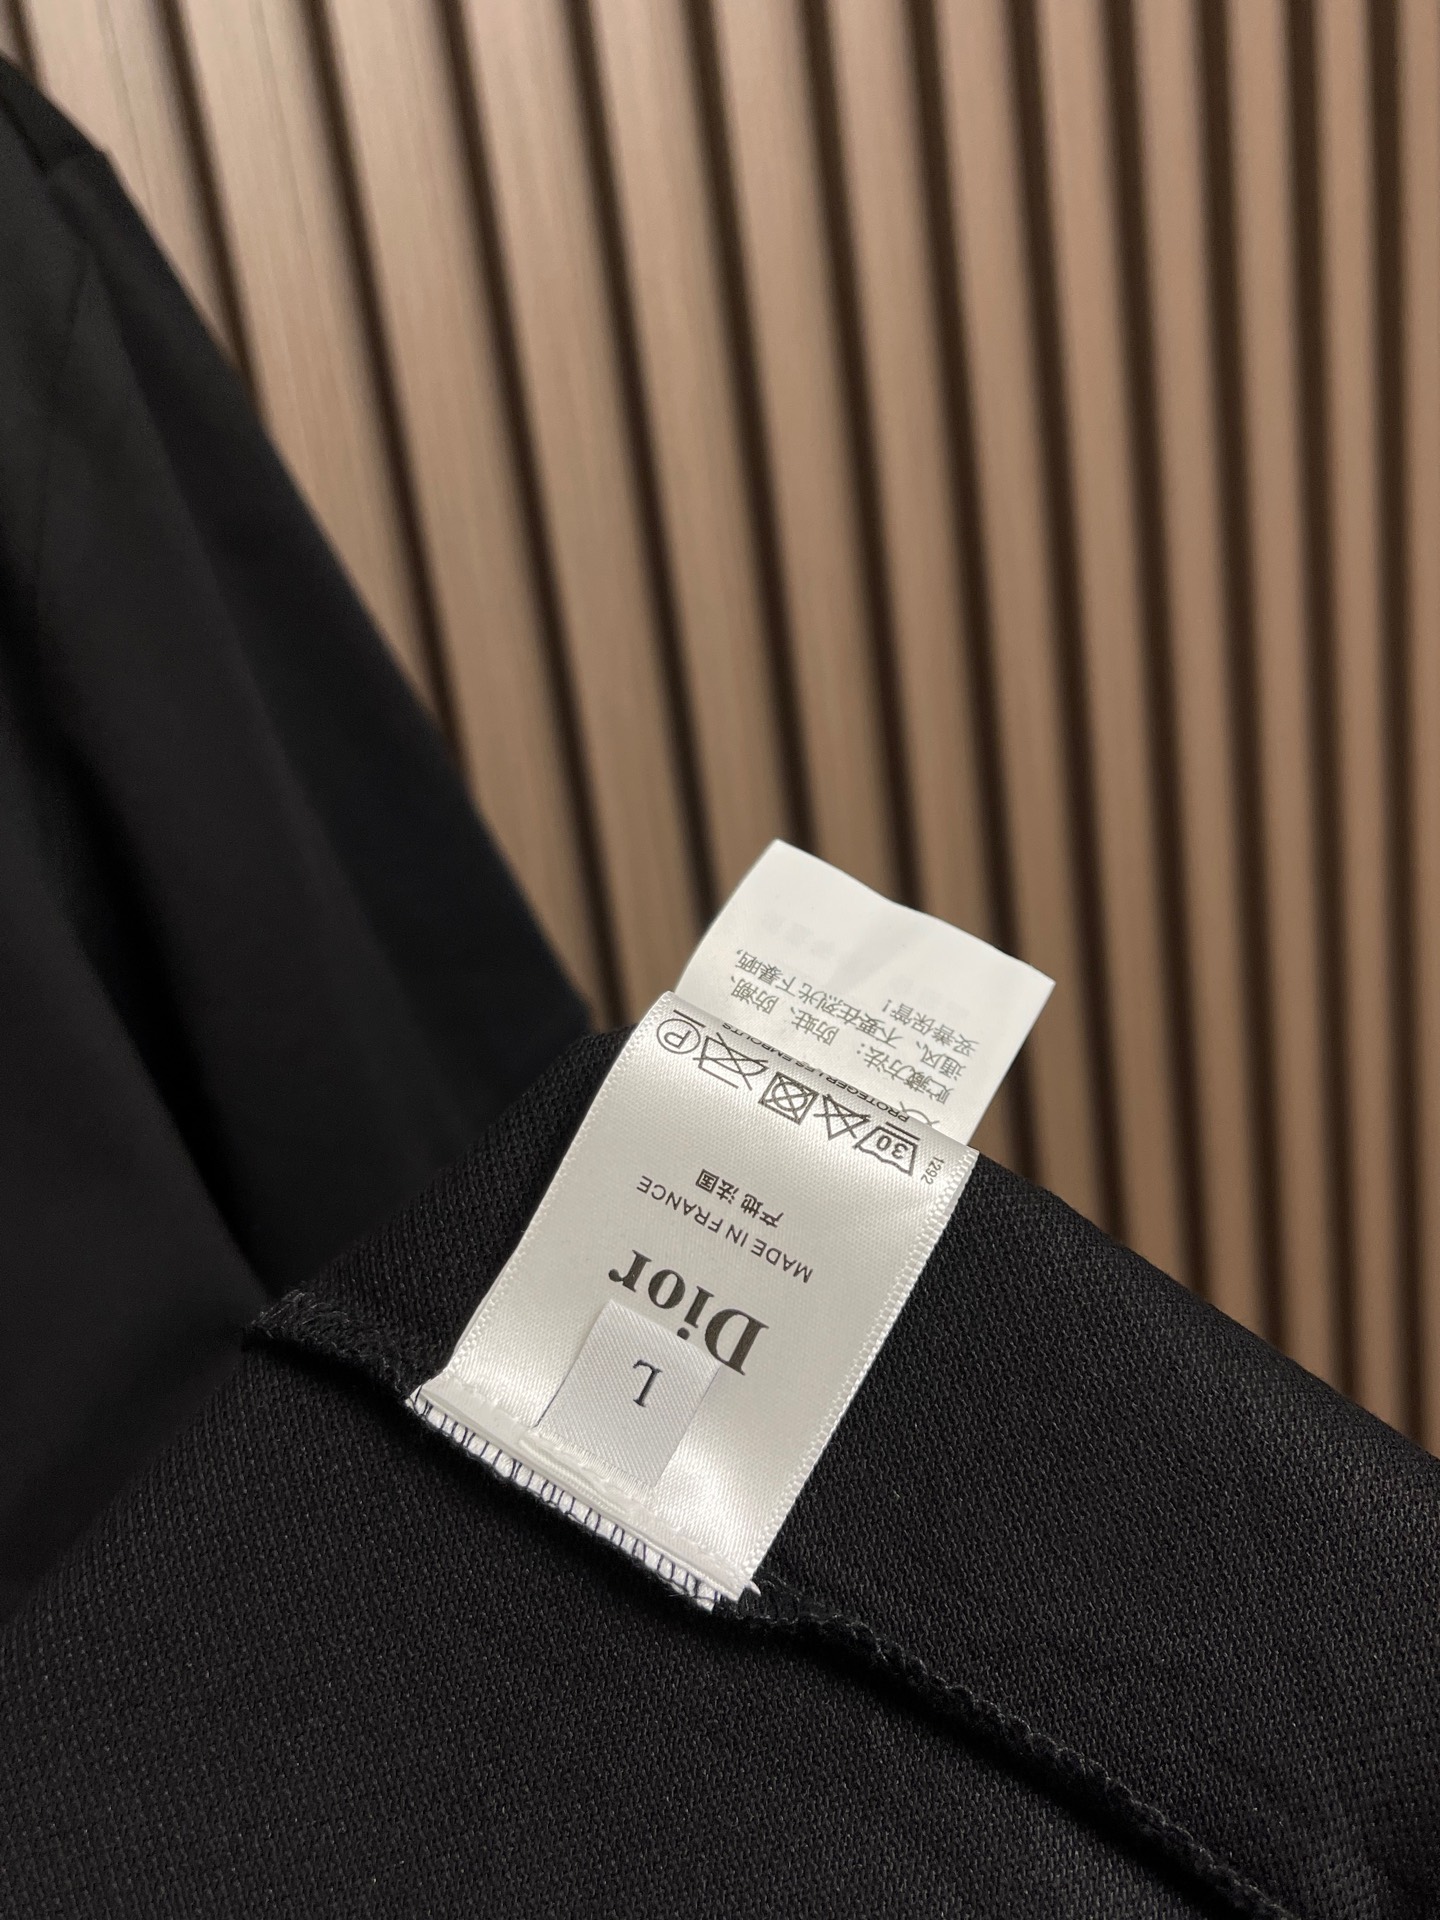 L
Dior
MADE IN FRANCE
产地 法国
30
P
1292
PROTEGER LES EMBOUTS
贮藏方法： 防蛀、防潮、
通风、不要在烈光下暴晒，
妥善保管！